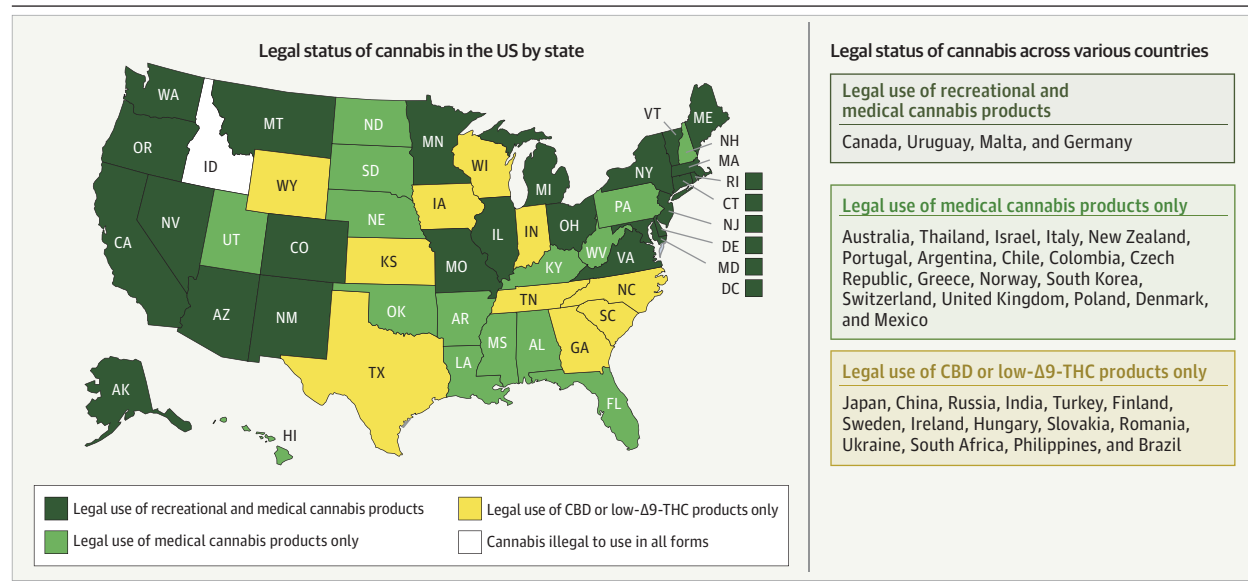 Legal status of cannabis in the US by state
WA
OR
CA
NV
ID
MT
WY
UT
AZ
CO
NM
ND
SD
NE
KS
OK
TX
MN
IA
MO
AR
LA
WI
IL
MS
MI
IN
KY
TN
AL
OH
WV
VA
NC
SC
GA
FL
PA
NY
ME
VT
NH
MA
RI
CT
NJ
DE
MD
DC
AK
HI
Legal use of recreational and medical cannabis products
Legal use of medical cannabis products only
Legal use of CBD or low-Δ9-THC products only
Cannabis illegal to use in all forms
Legal status of cannabis across various countries
Legal use of recreational and
medical cannabis products
Canada, Uruguay, Malta, and Germany
Legal use of medical cannabis products only
Australia, Thailand, Israel, Italy, New Zealand,
Portugal, Argentina, Chile, Colombia, Czech
Republic, Greece, Norway, South Korea,
Switzerland, United Kingdom, Poland, Denmark,
and Mexico
Legal use of CBD or low-Δ9-THC products only
Japan, China, Russia, India, Turkey, Finland,
Sweden, Ireland, Hungary, Slovakia, Romania,
Ukraine, South Africa, Philippines, and Brazil